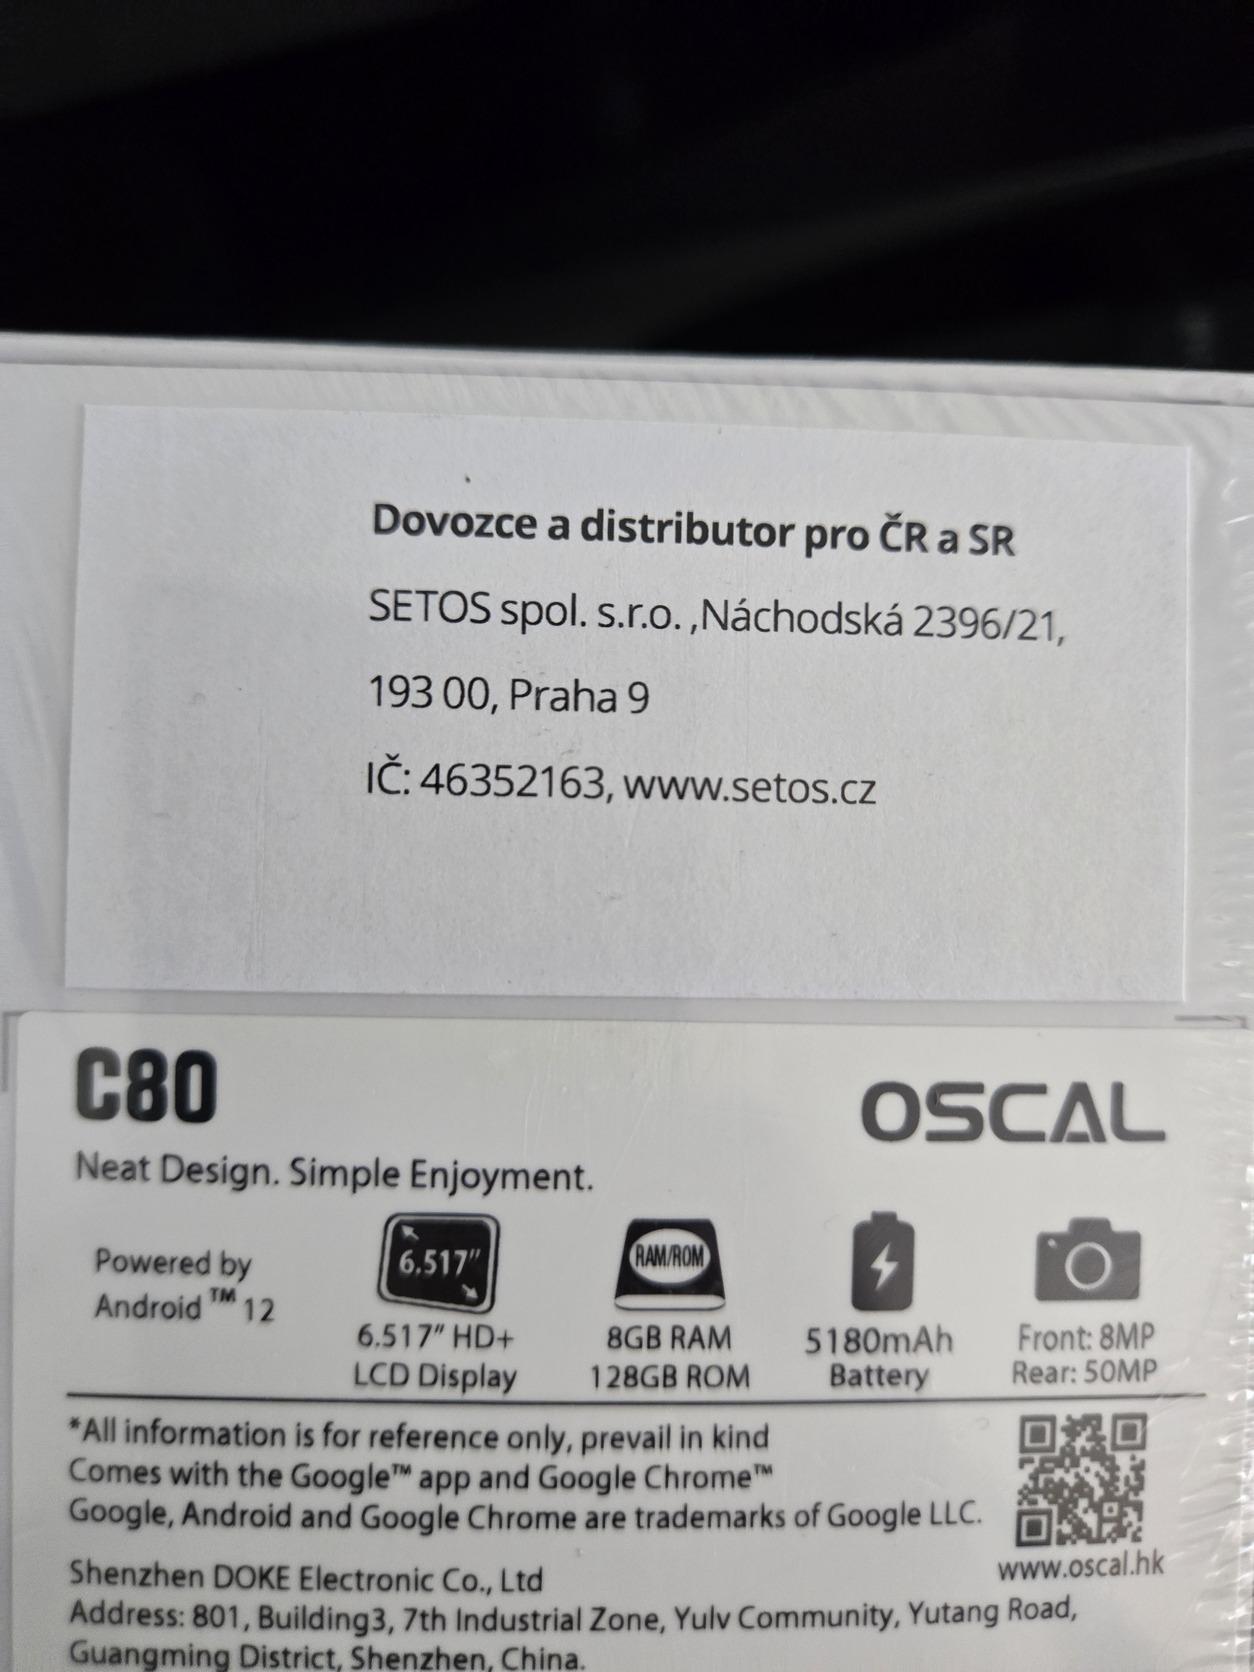 Dovozce a distributor pro ČR a SR
SETOS spol. s.r.o. ,Náchodská 2396/21,
193 00, Praha 9
IČ: 46352163, www.setos.cz
C80
OSCAL
Neat Design. Simple Enjoyment.
Powered by
Android™ 12
6.517"
6.517" HD+
LCD Display
RAM/ROM
8GB RAM
128GB ROM
5180mAh
Battery
Front: 8MP
Rear: 50MP
*All information is for reference only, prevail in kind
Comes with the Google™ app and Google Chrome™
Google, Android and Google Chrome are trademarks of Google LLC.
www.oscal.hk
Shenzhen DOKE Electronic Co., Ltd
Address: 801, Building3, 7th Industrial Zone, Yulv Community, Yutang Road,
Guangming District, Shenzhen, China.